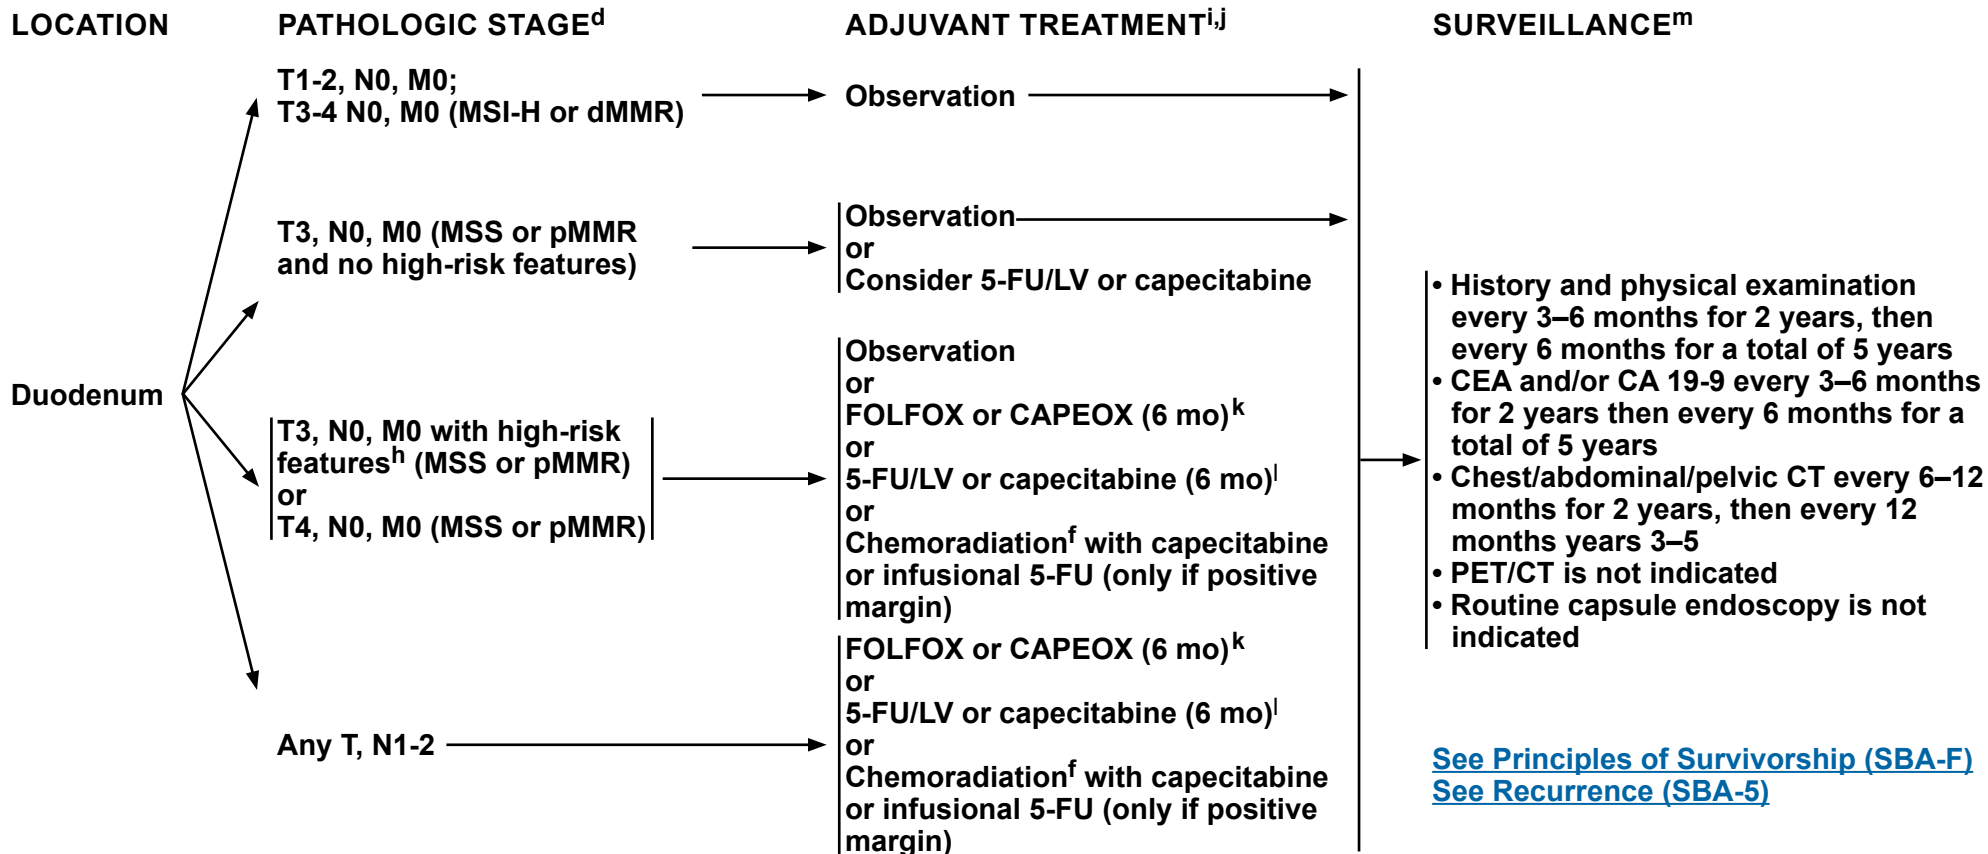 LOCATION
PATHOLOGIC STAGEd
ADJUVANT TREATMENTi,j
SURVEILLANCEm
Duodenum
T1-2, N0, M0;
T3-4 N0, M0 (MSI-H or dMMR)
Observation
T3, N0, M0 (MSS or pMMR
and no high-risk features)
Observation
or
Consider 5-FU/LV or capecitabine
T3, N0, M0 with high-risk
featuresh (MSS or pMMR)
or
T4, N0, M0 (MSS or pMMR)
Observation
or
FOLFOX or CAPEOX (6 mo)k
or
5-FU/LV or capecitabine (6 mo)l
or
Chemoradiationf with capecitabine
or infusional 5-FU (only if positive
margin)
Any T, N1-2
FOLFOX or CAPEOX (6 mo)k
or
5-FU/LV or capecitabine (6 mo)l
or
Chemoradiationf with capecitabine
or infusional 5-FU (only if positive
margin)
• History and physical examination
every 3–6 months for 2 years, then
every 6 months for a total of 5 years
• CEA and/or CA 19-9 every 3–6 months
for 2 years then every 6 months for a
total of 5 years
• Chest/abdominal/pelvic CT every 6–12
months for 2 years, then every 12
months years 3–5
• PET/CT is not indicated
• Routine capsule endoscopy is not
indicated
See Principles of Survivorship (SBA-F)
See Recurrence (SBA-5)